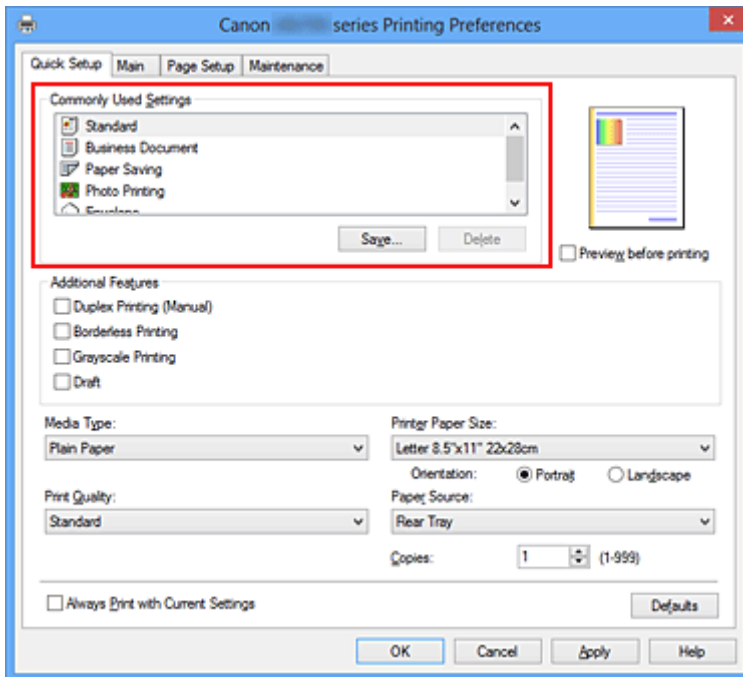 Canon series Printing Preferences
Quick Setup Main Page Setup Maintenance
Commonly Used Settings
Standard
Business Document
Paper Saving
Photo Printing
Envelope
Save... Delete
Preview before printing
Additional Features
Duplex Printing (Manual)
Borderless Printing
Grayscale Printing
Draft
Media Type: Printer Paper Size:
Plain Paper Letter 8.5"x11" 22x28cm
Orientation: Portrait Landscape
Print Quality: Paper Source:
Standard Rear Tray
Copies: 1 (1-999)
Always Print with Current Settings Defaults
OK Cancel Apply Help